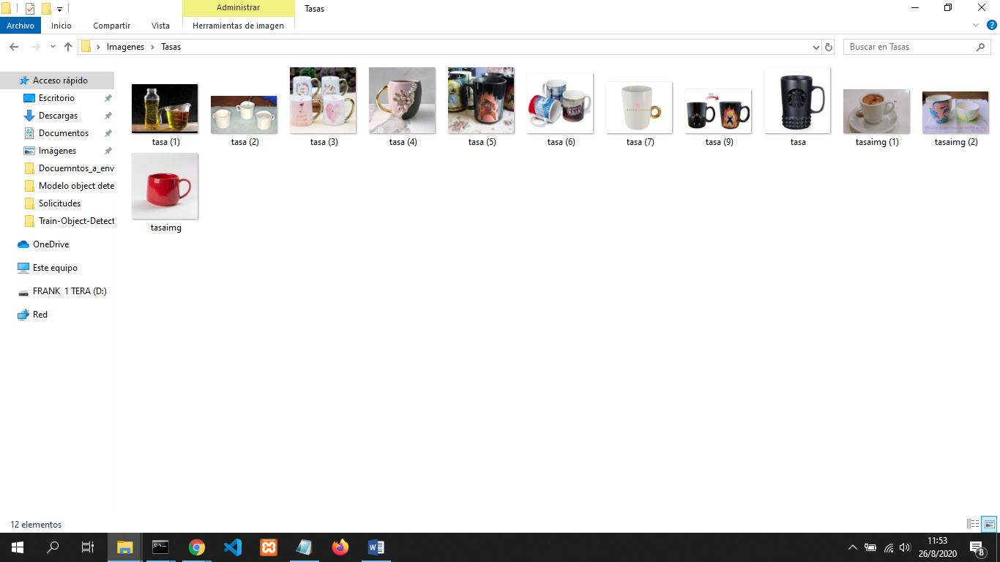 Administrar
Tasas
Archivo
Inicio
Compartir
Vista
Herramientas de imagen
Imagenes
Tasas
Buscar en Tasas
Acceso rápido
Escritorio
Descargas
Documentos
Imágenes
Docuemntos_a_env
Modelo object dete
Solicitudes
Train-Object-Detect
OneDrive
Este equipo
FRANK 1 TERA (D:)
Red
tasa (1)
tasa (2)
tasa (3)
tasa (4)
tasa (5)
tasa (6)
tasa (7)
tasa (9)
tasa
tasaimg (1)
tasaimg (2)
tasaimg
12 elementos
11:53
26/8/2020
8